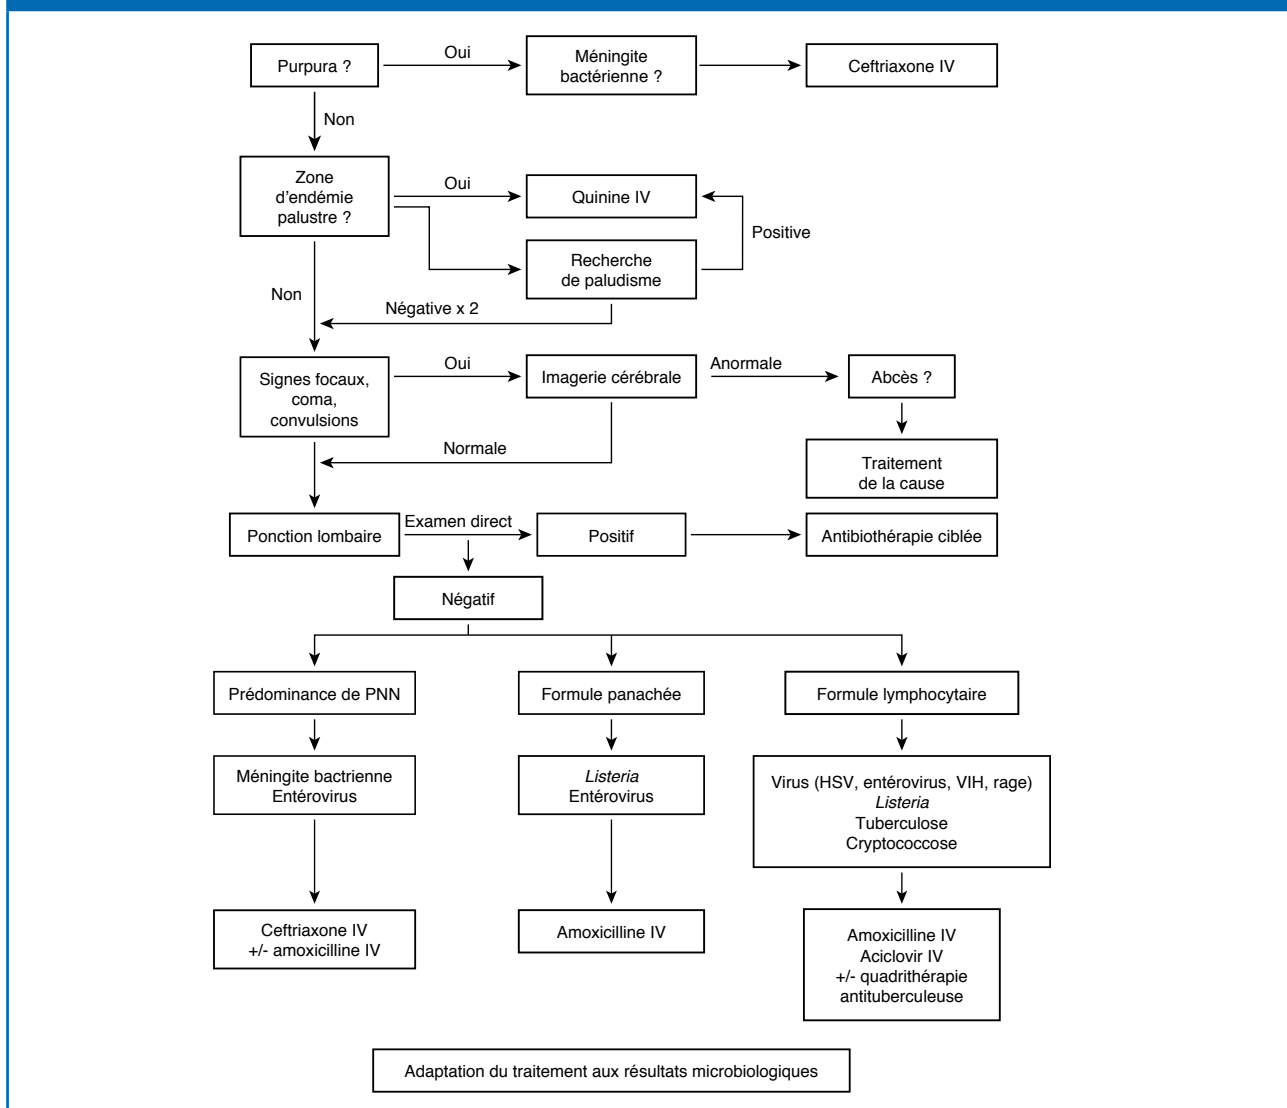 Purpura ?
Oui
Méningite
bactérienne ?
Ceftriaxone IV
Non
Zone
d'endémie
palustre ?
Oui
Quinine IV
Positive
Recherche
de paludisme
Non
Négative x 2
Signes focaux,
coma,
convulsions
Oui
Imagerie cérébrale
Anormale
Abcès ?
Normale
Traitement
de la cause
Ponction lombaire
Examen direct
Positif
Antibiothérapie ciblée
Négatif
Prédominance de PNN
Formule panachée
Formule lymphocytaire
Méningite bactrienne
Entérovirus
Listeria
Entérovirus
Virus (HSV, entérovirus, VIH, rage)
Listeria
Tuberculose
Cryptococcose
Ceftriaxone IV
+/- amoxicilline IV
Amoxicilline IV
Amoxicilline IV
Aciclovir IV
+/- quadrithérapie
antituberculeuse
Adaptation du traitement aux résultats microbiologiques